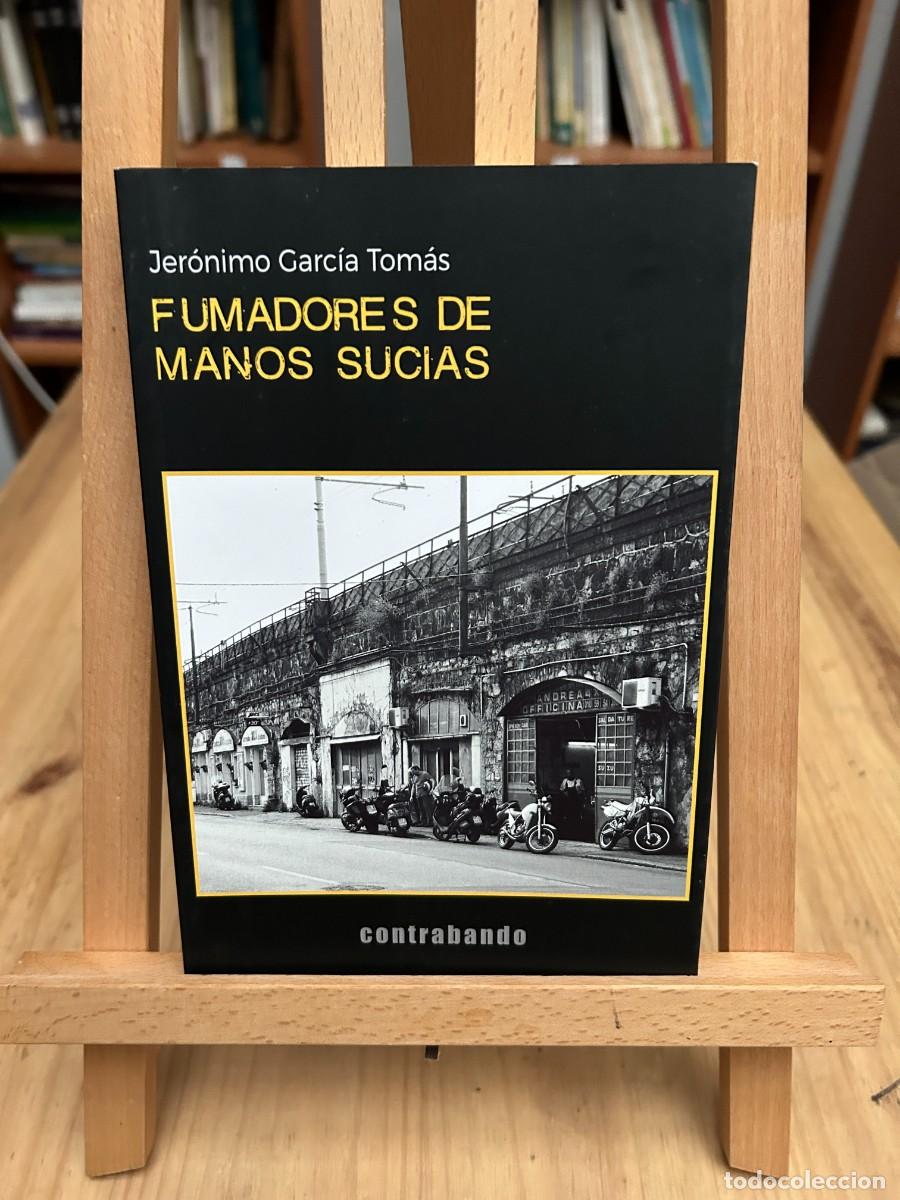 Jerónimo García Tomás
FUMADORES DE
MANOS SUCIAS
ANDREA
OFFICINA
contrabando
todocoleccion